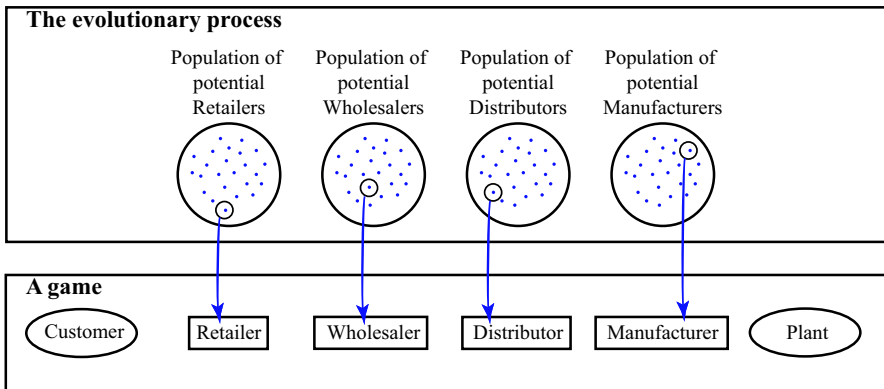 The evolutionary process
Population of
potential
Retailers
Population of
potential
Wholesalers
Population of
potential
Distributors
Population of
potential
Manufacturers
A game
Customer
Retailer
Wholesaler
Distributor
Manufacturer
Plant